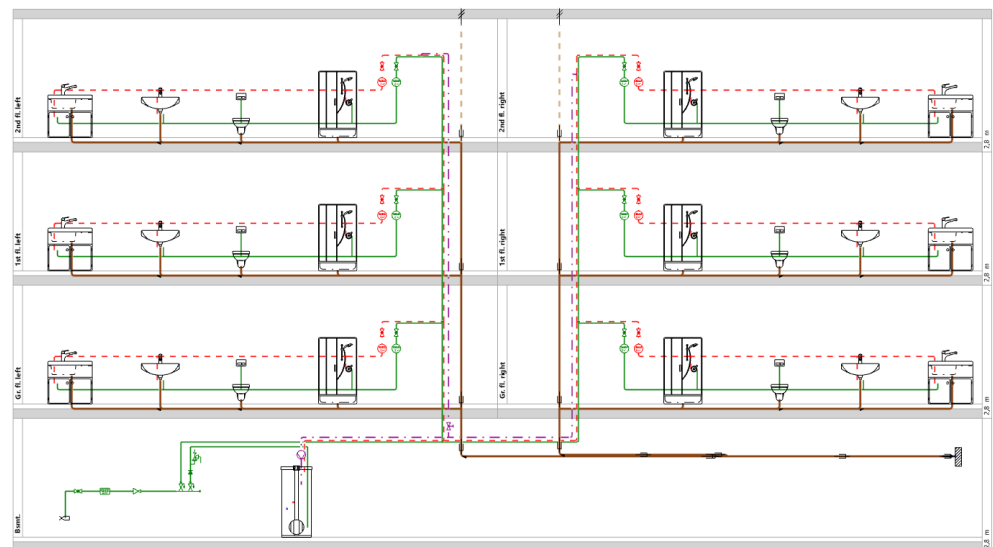 2nd fl. left
2nd fl. right
2,8 m
1st fl. left
1st fl. right
2,8 m
Gr. fl. left
Gr. fl. right
2,8 m
Bsmt.
2,8 m